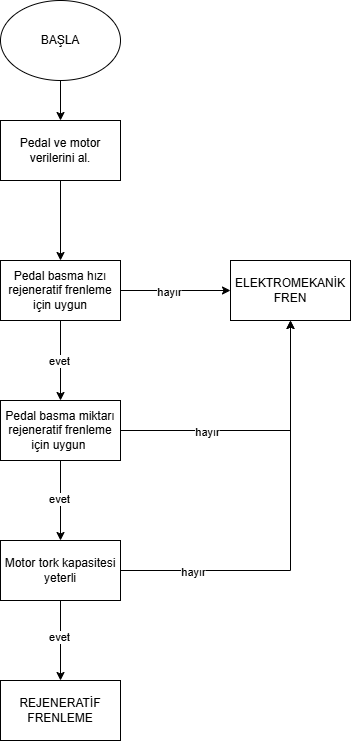 BAŞLA
Pedal ve motor
verilerini al.
Pedal basma hızı
rejeneratif frenleme
için uygun
hayır
ELEKTROMEKANİK
FREN
evet
Pedal basma miktarı
rejeneratif frenleme
için uygun
hayır
evet
Motor tork kapasitesi
yeterli
hayır
evet
REJENERATİF
FRENLEME